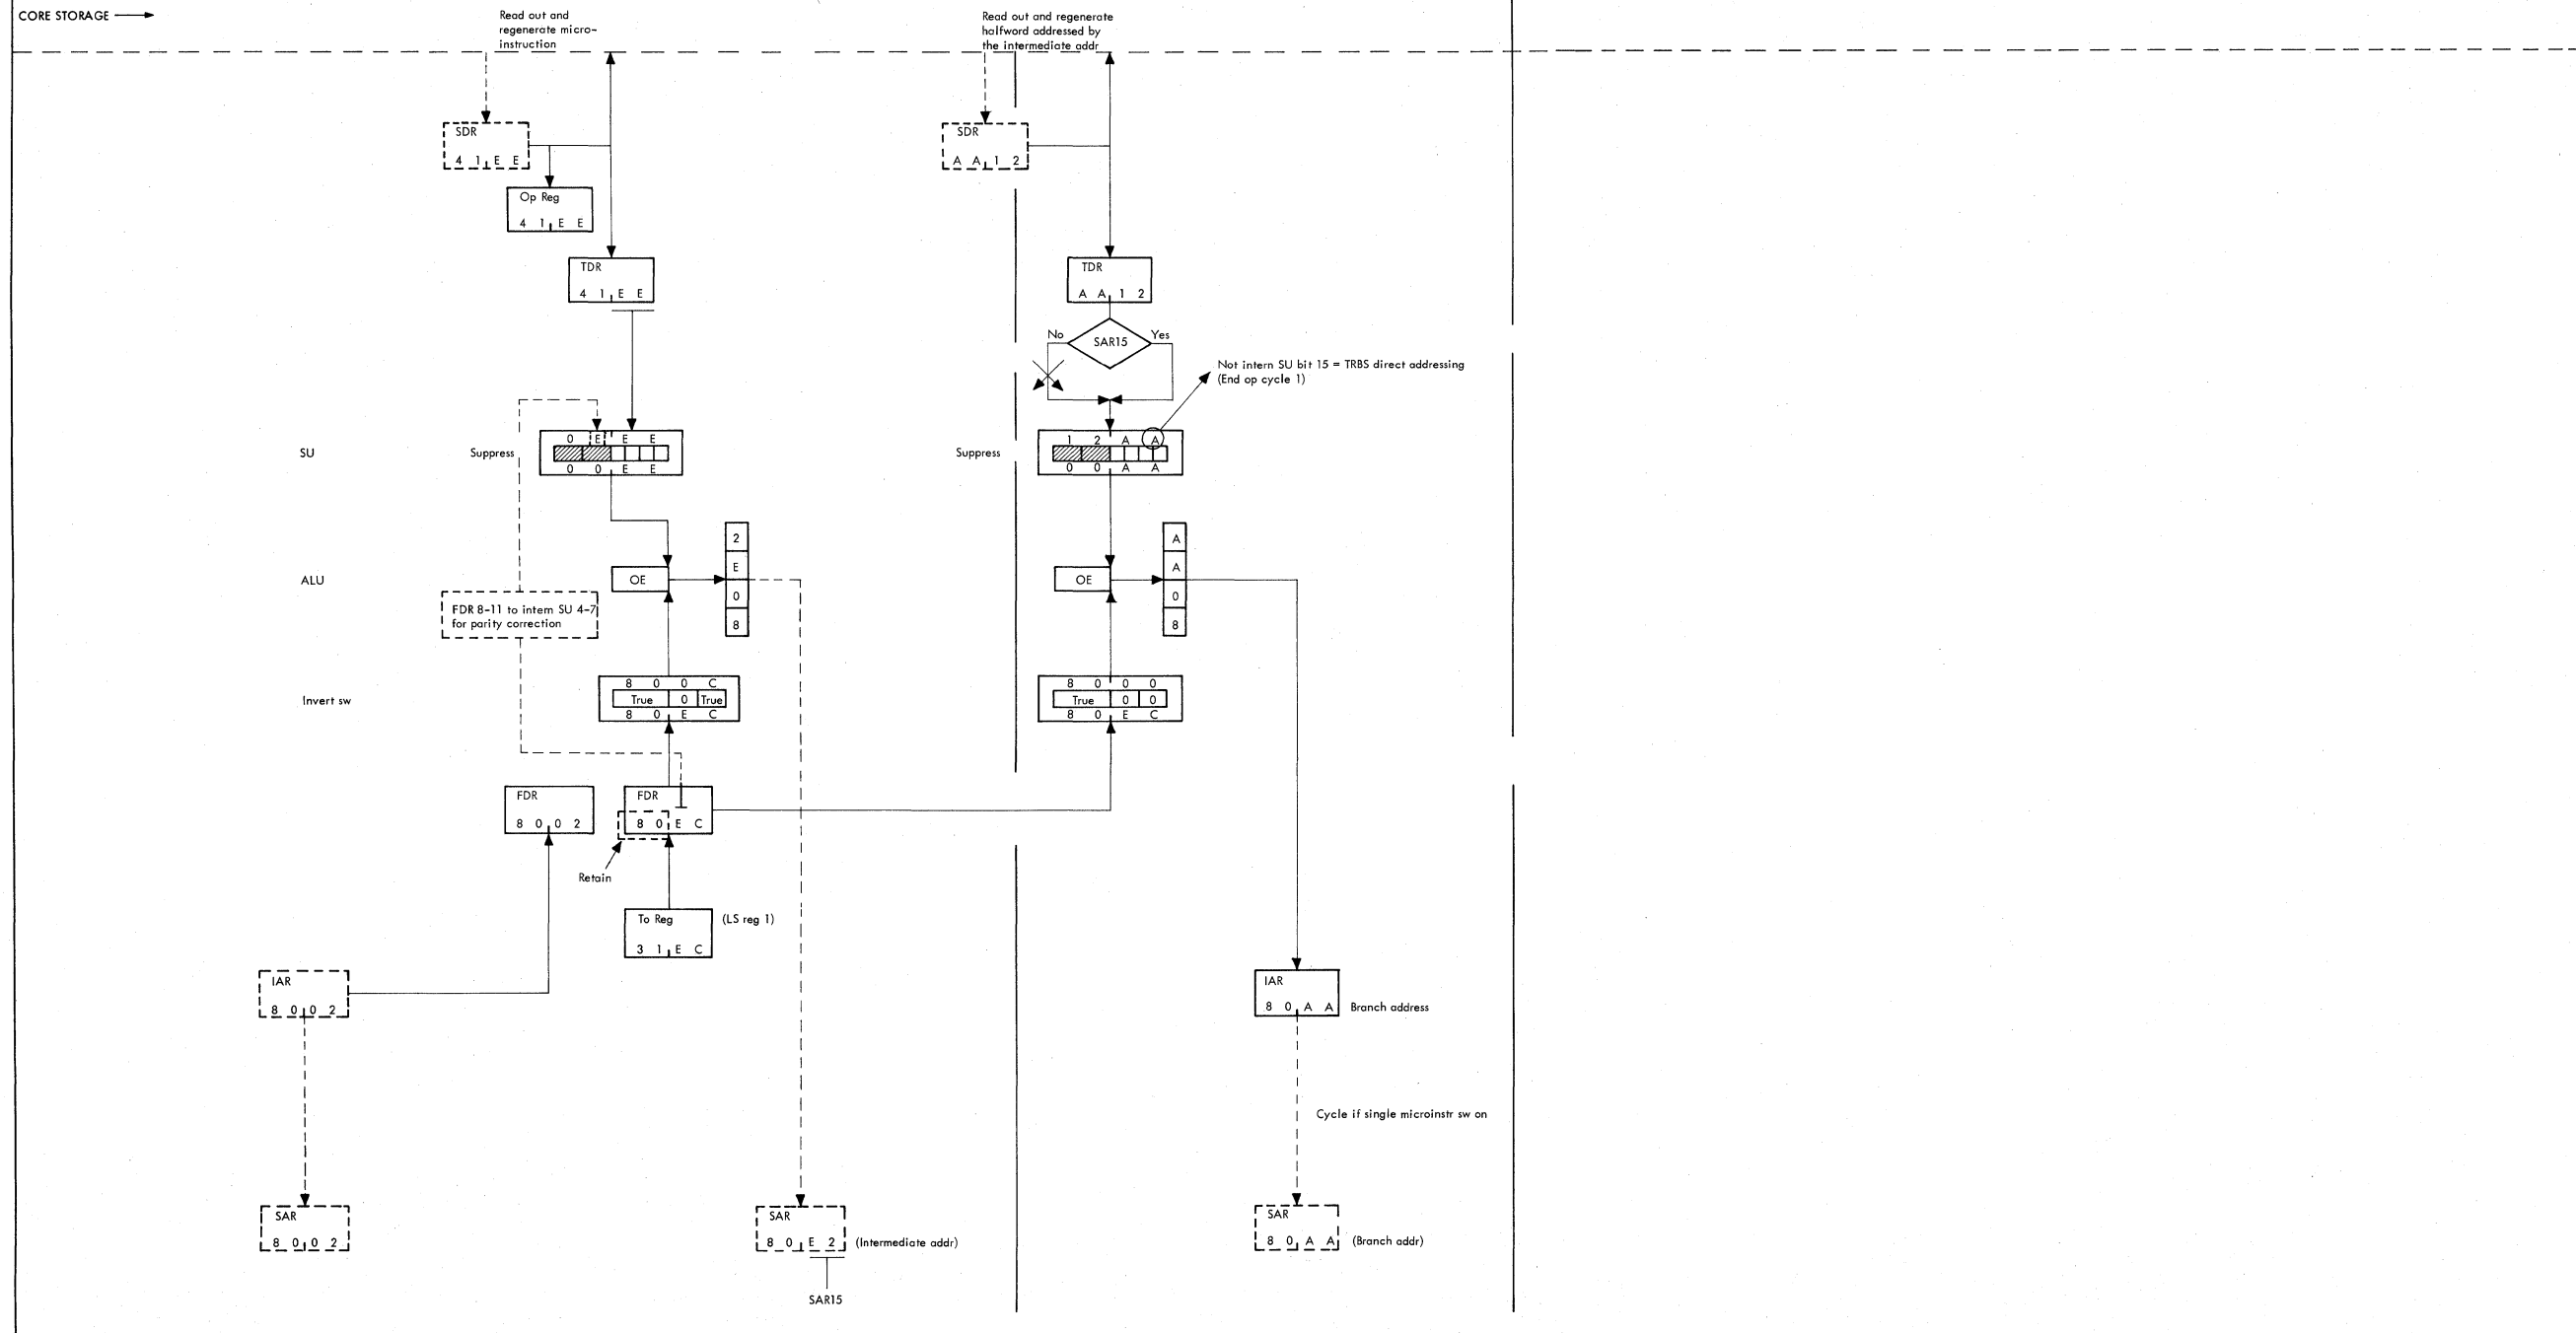 CORE STORAGE
Read out and
regenerate micro-
instruction
Read out and regenerate
halfword addressed by
the intermediate addr
SDR
4 1 E E
SDR
A A 1 2
Op Reg
4 1 E E
TDR
4 1 E E
TDR
A A 1 2
No
SAR15
Yes
Not intern SU bit 15 = TRBS direct addressing
(End op cycle 1)
SU
Suppress
0 E E E
0 0 E E
Suppress
1 2 A A
0 0 A A
ALU
OE
2
E
0
8
OE
A
A
0
8
FDR 8-11 to intern SU 4-7
for parity correction
Invert sw
8 0 0 C
True 0 True
8 0 E C
8 0 0 0
True 0 0
8 0 E C
FDR
8 0 0 2
FDR
8 0 E C
Retain
To Reg
3 1 E C
(LS reg 1)
IAR
8 0 0 2
IAR
8 0 A A
Branch address
Cycle if single microinstr sw on
SAR
8 0 0 2
SAR
8 0 E 2
(Intermediate addr)
SAR
8 0 A A
(Branch addr)
SAR15